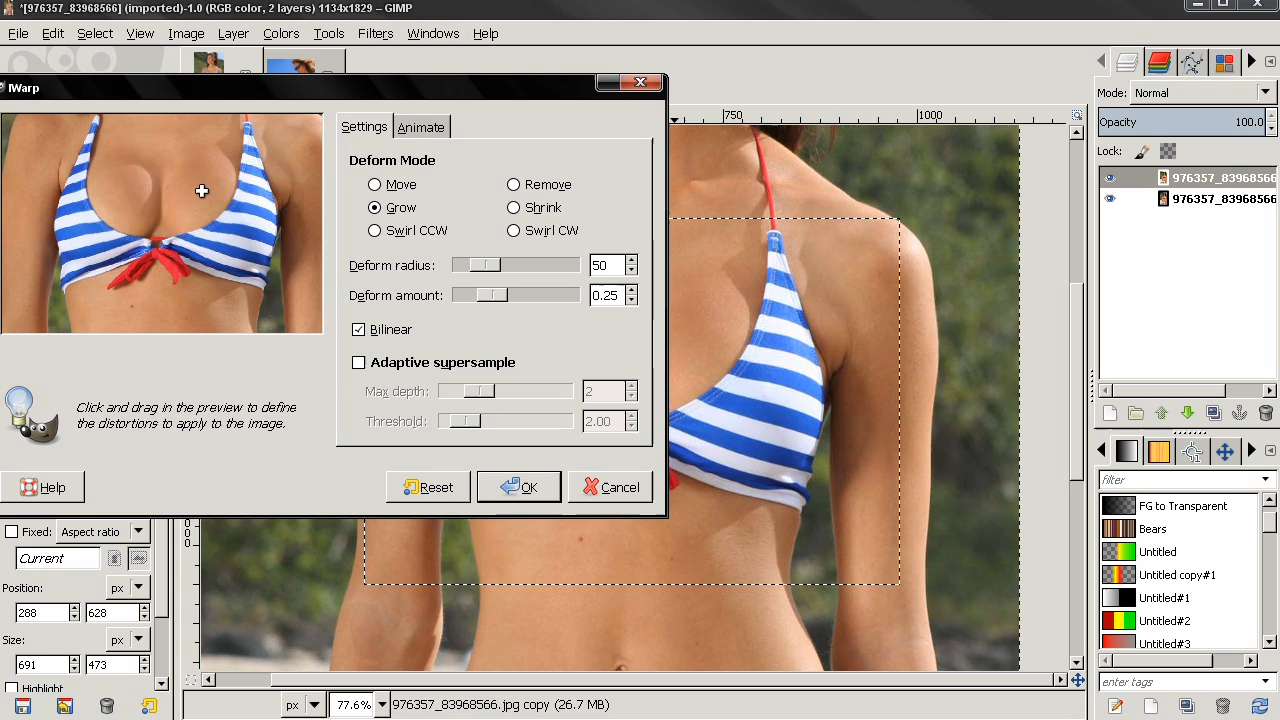 *[976357_83968566] (imported)-1.0 (RGB color, 2 layers) 1134x1829 – GIMP
File Edit Select View Image Layer Colors Tools Filters Windows Help
IWarp
Settings Animate
Deform Mode
Move Remove
Grow Shrink
Swirl CCW Swirl CW
Deform radius: 50
Deform amount: 0.25
Bilinear
Adaptive supersample
Max depth: 2
Threshold: 2.00
Click and drag in the preview to define
the distortions to apply to the image.
Help Reset OK Cancel
750 1000
Mode: Normal
Opacity 100.0
Lock:
976357_83968566
976357_83968566
filter
FG to Transparent
Bears
Untitled
Untitled copy#1
Untitled#1
Untitled#2
Untitled#3
enter tags
Fixed: Aspect ratio
Current
Position: px
288 628
Size: px
691 473
Highlight
px 77.6% 976357_83968566.jpg copy (26.7 MB)